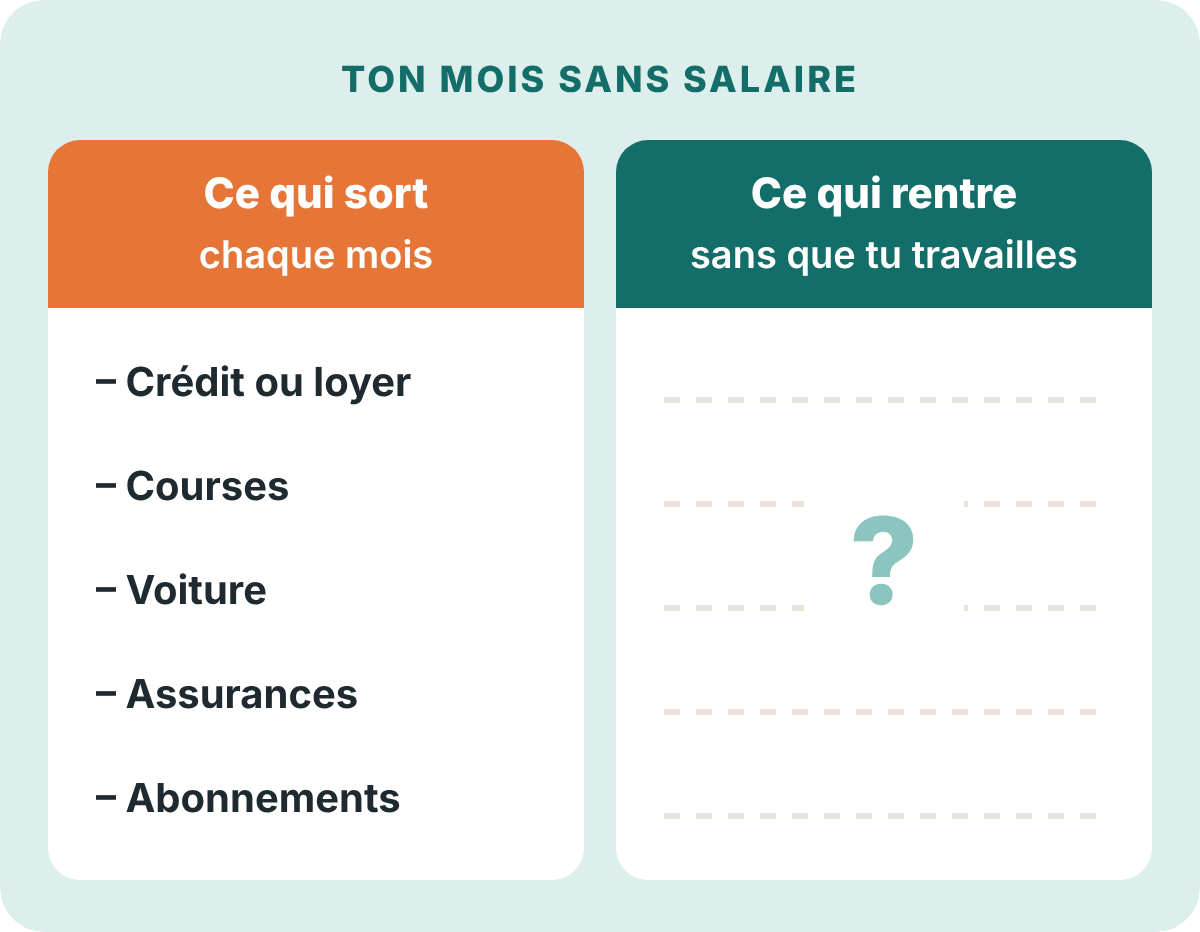 TON MOIS SANS SALAIRE
Ce qui sort
chaque mois
– Crédit ou loyer
– Courses
– Voiture
– Assurances
– Abonnements
Ce qui rentre
sans que tu travailles
?